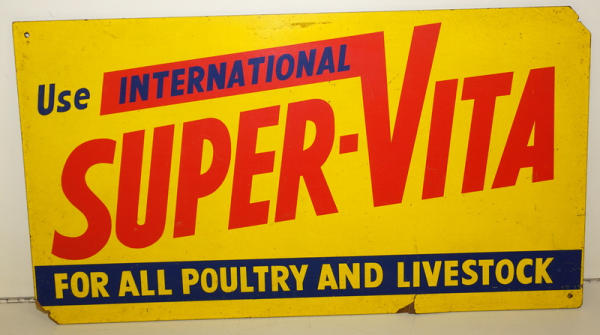 Use INTERNATIONAL
SUPER-VITA
FOR ALL POULTRY AND LIVESTOCK